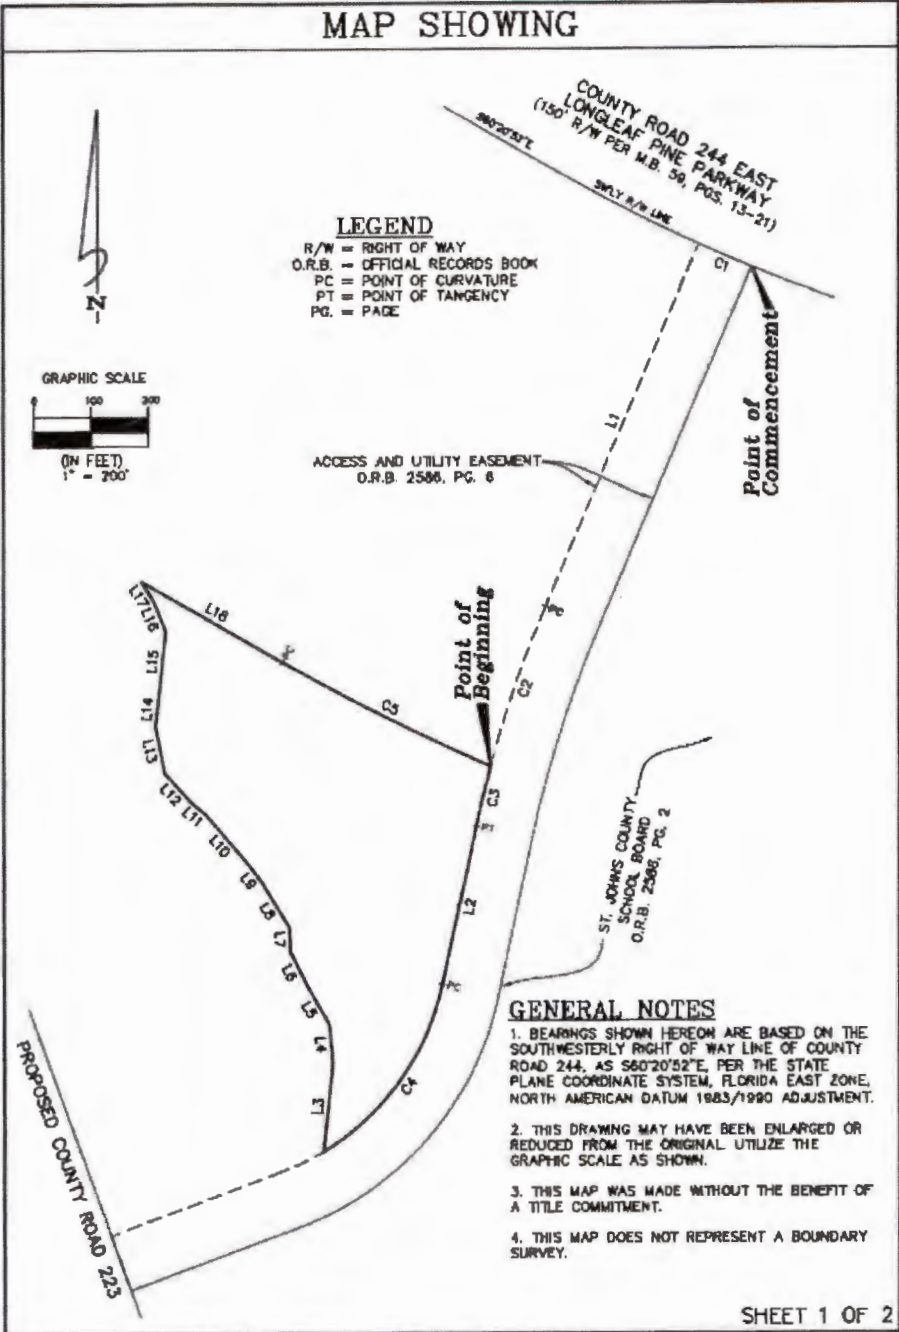 MAP SHOWING
COUNTY ROAD 244 EAST
LONGLEAF PINE PARKWAY
(150' R/W PER M.B. 59, PGS. 13-21)
S60°20'52"E
SW'LY R/W LINE
C1
N
LEGEND
R/W = RIGHT OF WAY
O.R.B. = OFFICIAL RECORDS BOOK
PC = POINT OF CURVATURE
PT = POINT OF TANGENCY
PG. = PAGE
GRAPHIC SCALE
0 100 200
(IN FEET)
1" = 200'
Point of
Commencement
L1
ACCESS AND UTILITY EASEMENT
O.R.B. 2586, PG. 6
PC
C2
Point of
Beginning
L17
L16
L18
PC
C5
L15
L14
L13
L12
L11
L10
L9
L8
L7
L6
L5
L4
L3
C3
L2
PC
C4
ST. JOHNS COUNTY
SCHOOL BOARD
O.R.B. 2586, PG. 2
PROPOSED COUNTY ROAD 223
GENERAL NOTES
1. BEARINGS SHOWN HEREON ARE BASED ON THE
SOUTHWESTERLY RIGHT OF WAY LINE OF COUNTY
ROAD 244, AS S60°20'52"E, PER THE STATE
PLANE COORDINATE SYSTEM, FLORIDA EAST ZONE,
NORTH AMERICAN DATUM 1983/1990 ADJUSTMENT.
2. THIS DRAWING MAY HAVE BEEN ENLARGED OR
REDUCED FROM THE ORIGINAL UTILIZE THE
GRAPHIC SCALE AS SHOWN.
3. THIS MAP WAS MADE WITHOUT THE BENEFIT OF
A TITLE COMMITMENT.
4. THIS MAP DOES NOT REPRESENT A BOUNDARY
SURVEY.
SHEET 1 OF 2